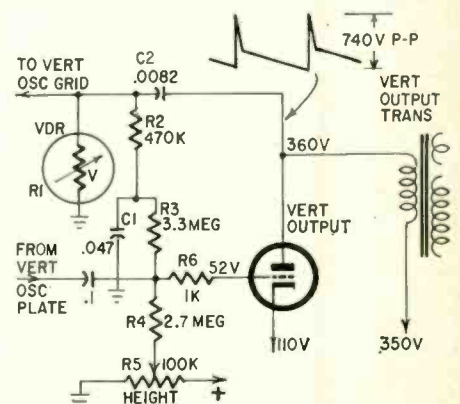 740V P-P
TO VERT
OSC GRID
C2
.0082
VERT
OUTPUT
TRANS
VDR
R2
470K
V
R1
360V
C1
.047
R3
3.3 MEG
VERT
OUTPUT
FROM
VERT
OSC
PLATE
.1
R6
1K
52V
R4
2.7 MEG
110V
350V
R5
100K
HEIGHT
+